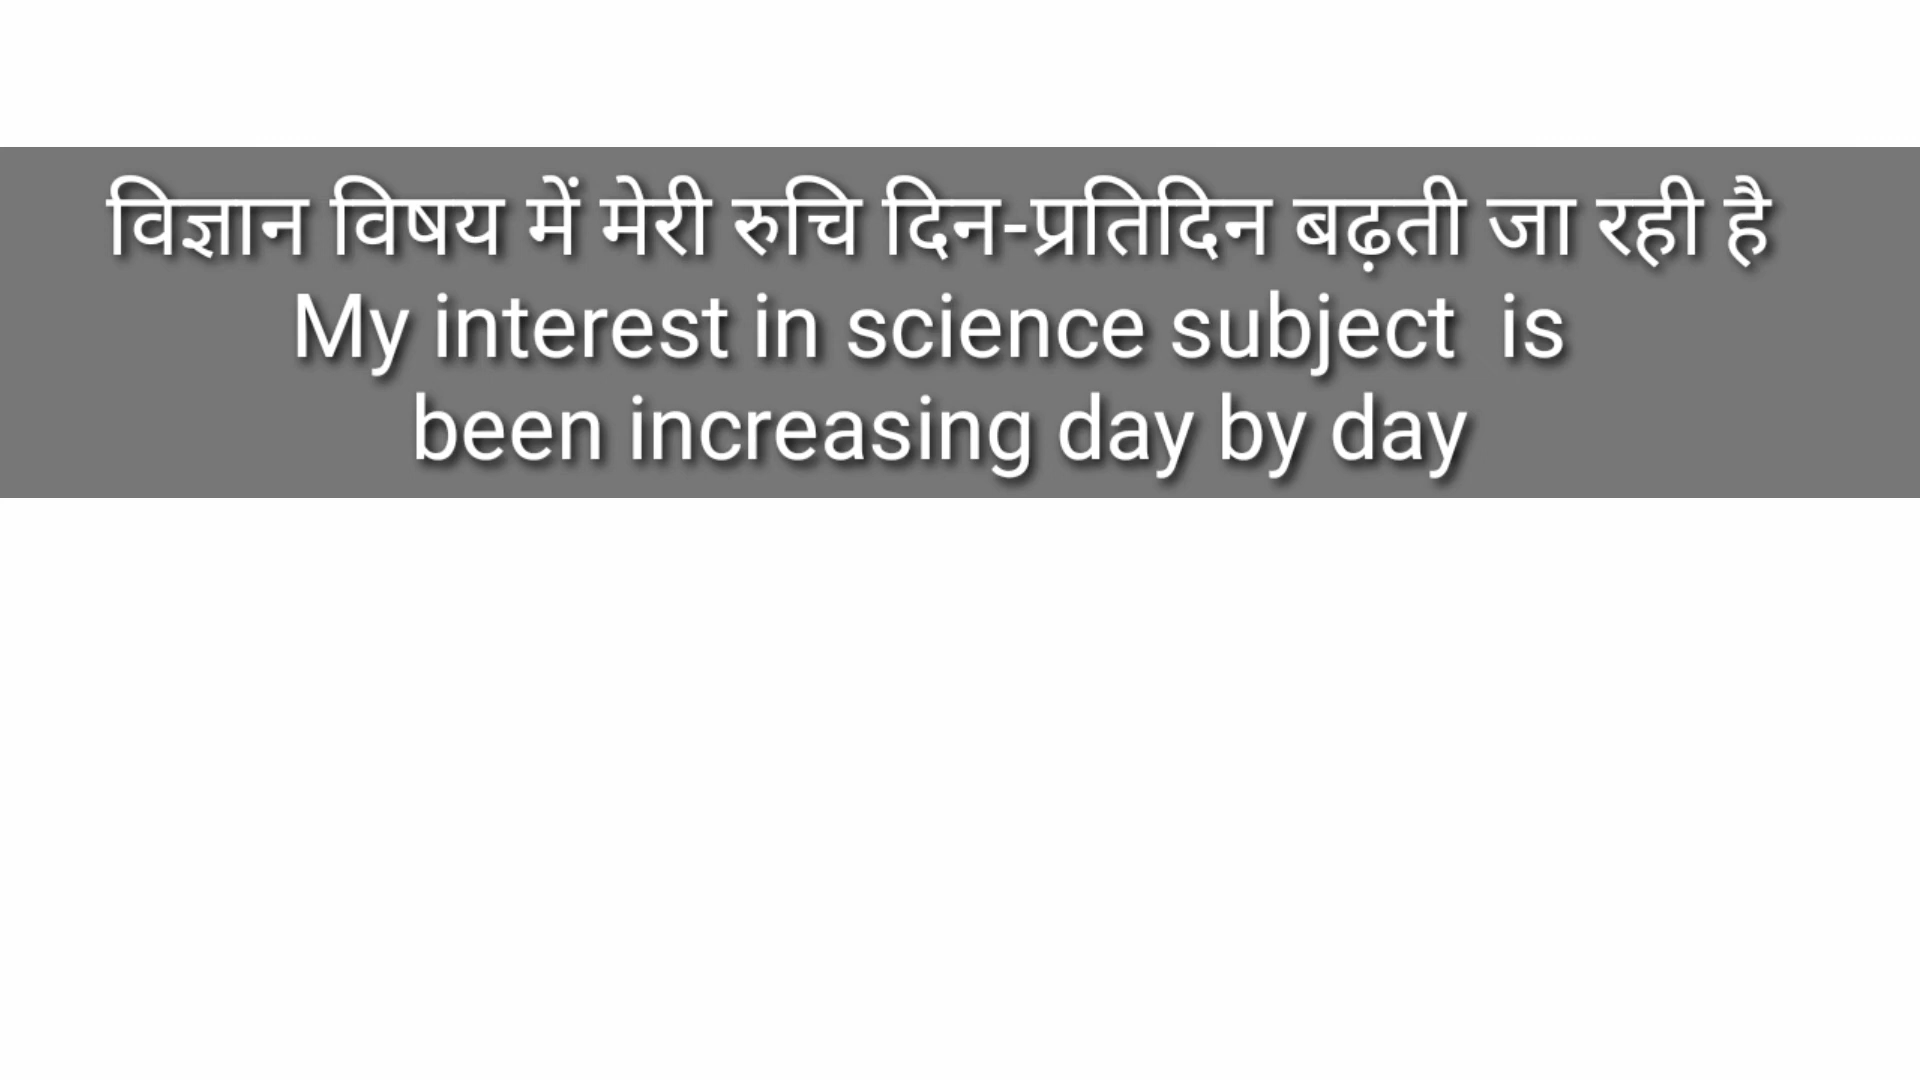 विज्ञान विषय में मेरी रुचि दिन-प्रतिदिन बढ़ती जा रही है
My interest in science subject  is
been increasing day by day